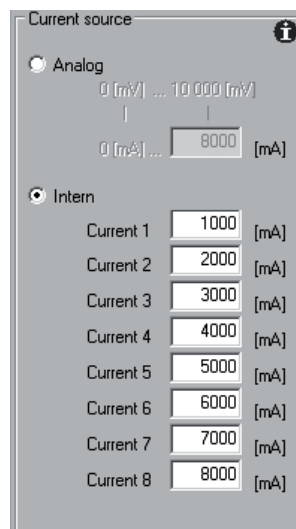 Current source
Analog
0 [mV] ... 10 000 [mV]
| |
0 [mA] ... 8000 [mA]
Intern
Current 1 1000 [mA]
Current 2 2000 [mA]
Current 3 3000 [mA]
Current 4 4000 [mA]
Current 5 5000 [mA]
Current 6 6000 [mA]
Current 7 7000 [mA]
Current 8 8000 [mA]